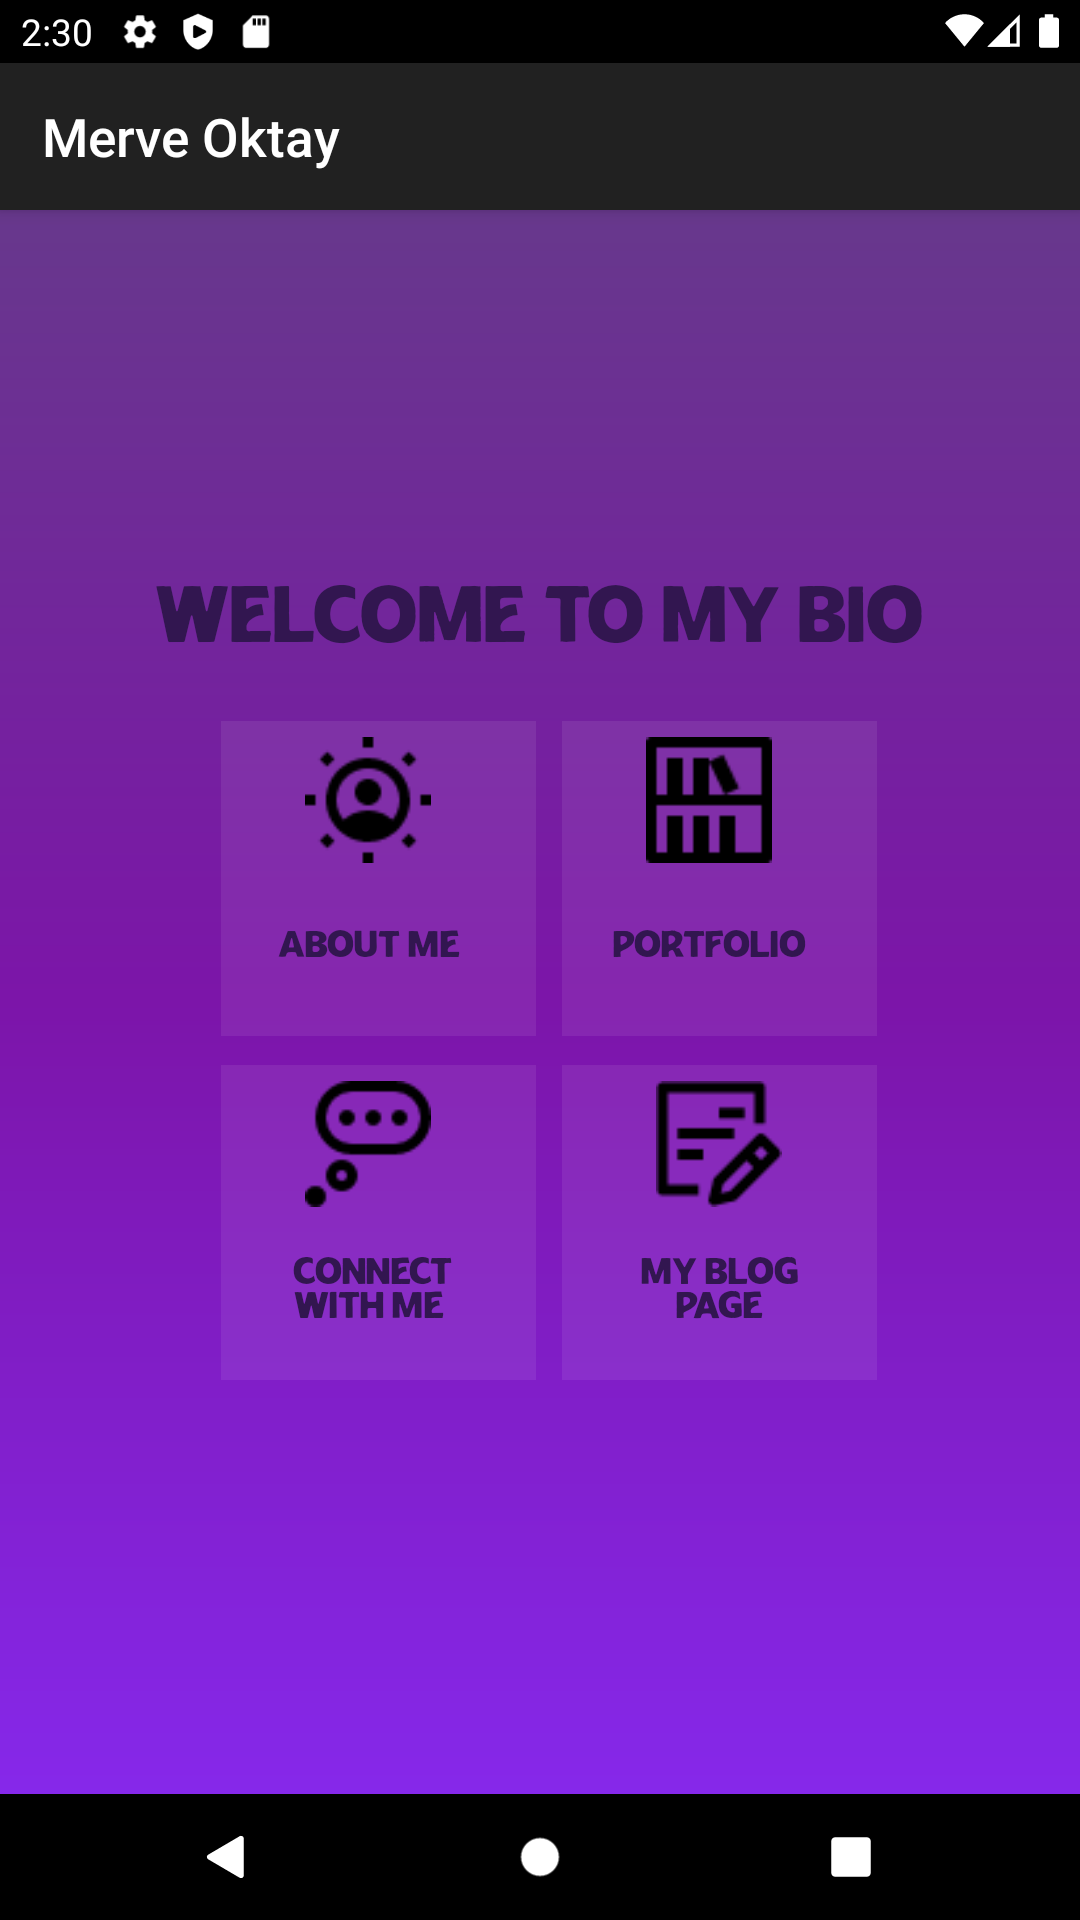 2:30
Merve Oktay
WELCOME TO MY BIO
ABOUT ME
PORTFOLIO
CONNECT
WITH ME
MY BLOG
PAGE